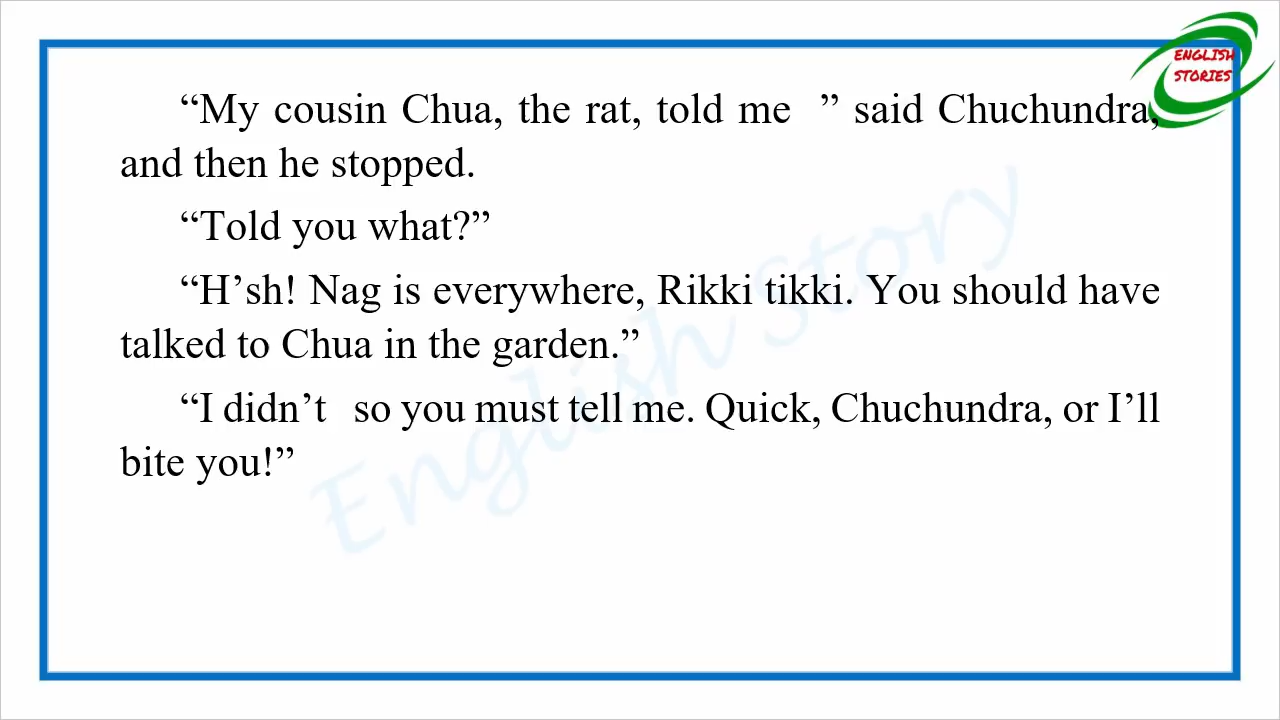 ENGLISH
STORIES
“My cousin Chua, the rat, told me  ” said Chuchundra,
and then he stopped.
“Told you what?”
“H’sh! Nag is everywhere, Rikki tikki. You should have
talked to Chua in the garden.”
“I didn’t  so you must tell me. Quick, Chuchundra, or I’ll
bite you!”
English Story